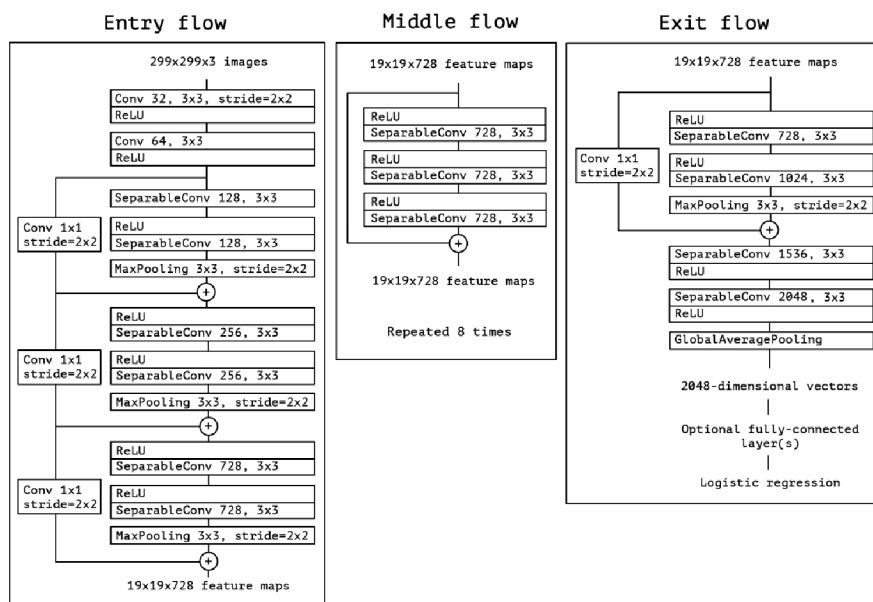 Entry flow
299x299x3 images
Conv 32, 3x3, stride=2x2
ReLU
Conv 64, 3x3
ReLU
SeparableConv 128, 3x3
Conv 1x1
stride=2x2
ReLU
SeparableConv 128, 3x3
MaxPooling 3x3, stride=2x2
+
ReLU
SeparableConv 256, 3x3
Conv 1x1
stride=2x2
ReLU
SeparableConv 256, 3x3
MaxPooling 3x3, stride=2x2
+
ReLU
SeparableConv 728, 3x3
Conv 1x1
stride=2x2
ReLU
SeparableConv 728, 3x3
MaxPooling 3x3, stride=2x2
+
19x19x728 feature maps
Middle flow
19x19x728 feature maps
ReLU
SeparableConv 728, 3x3
ReLU
SeparableConv 728, 3x3
ReLU
SeparableConv 728, 3x3
+
19x19x728 feature maps
Repeated 8 times
Exit flow
19x19x728 feature maps
ReLU
SeparableConv 728, 3x3
Conv 1x1
stride=2x2
ReLU
SeparableConv 1024, 3x3
MaxPooling 3x3, stride=2x2
+
SeparableConv 1536, 3x3
ReLU
SeparableConv 2048, 3x3
ReLU
GlobalAveragePooling
2048-dimensional vectors
Optional fully-connected
layer(s)
Logistic regression